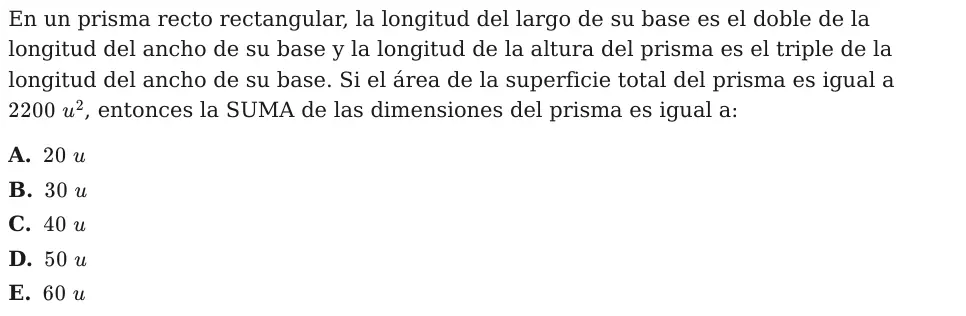 En un prisma recto rectangular, la longitud del largo de su base es el doble de la
longitud del ancho de su base y la longitud de la altura del prisma es el triple de la
longitud del ancho de su base. Si el área de la superficie total del prisma es igual a
2200 u², entonces la SUMA de las dimensiones del prisma es igual a:
A. 20 u
B. 30 u
C. 40 u
D. 50 u
E. 60 u